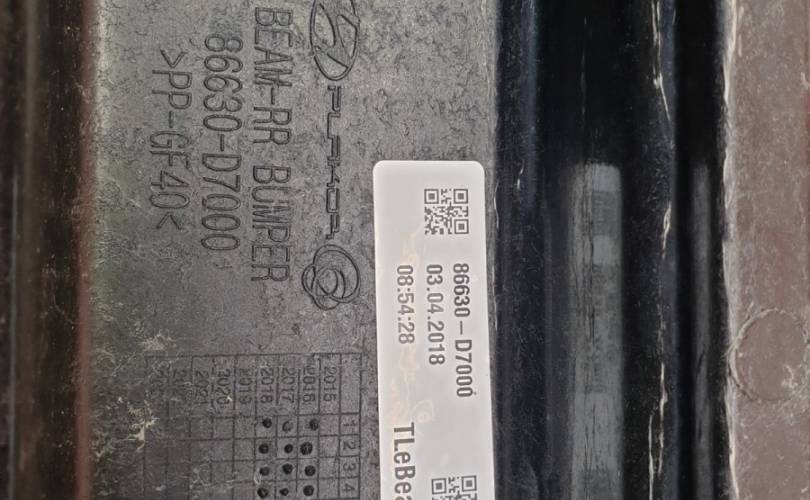 PLAKOR
BEAM-RR BUMPER
86630-D7000
>PP-GF40<
86630-D7000
03.04.2018
08:54:28
TLeBea
2015
2016
2017
2018
2019
2020
2021
1 2 3 4